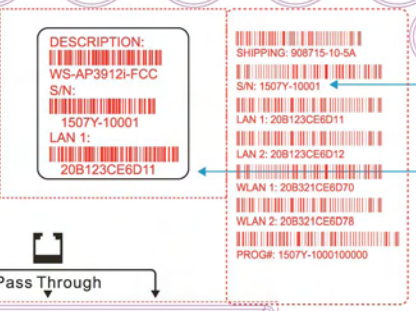 DESCRIPTION:
WS-AP3912i-FCC
S/N:
1507Y-10001
LAN 1:
20B123CE6D11
SHIPPING: 908715-10-5A
S/N: 1507Y-10001
LAN 1: 20B123CE6D11
LAN 2: 20B123CE6D12
WLAN 1: 20B321CE6D70
WLAN 2: 20B321CE6D78
PROG#: 1507Y-1000100000
Pass Through